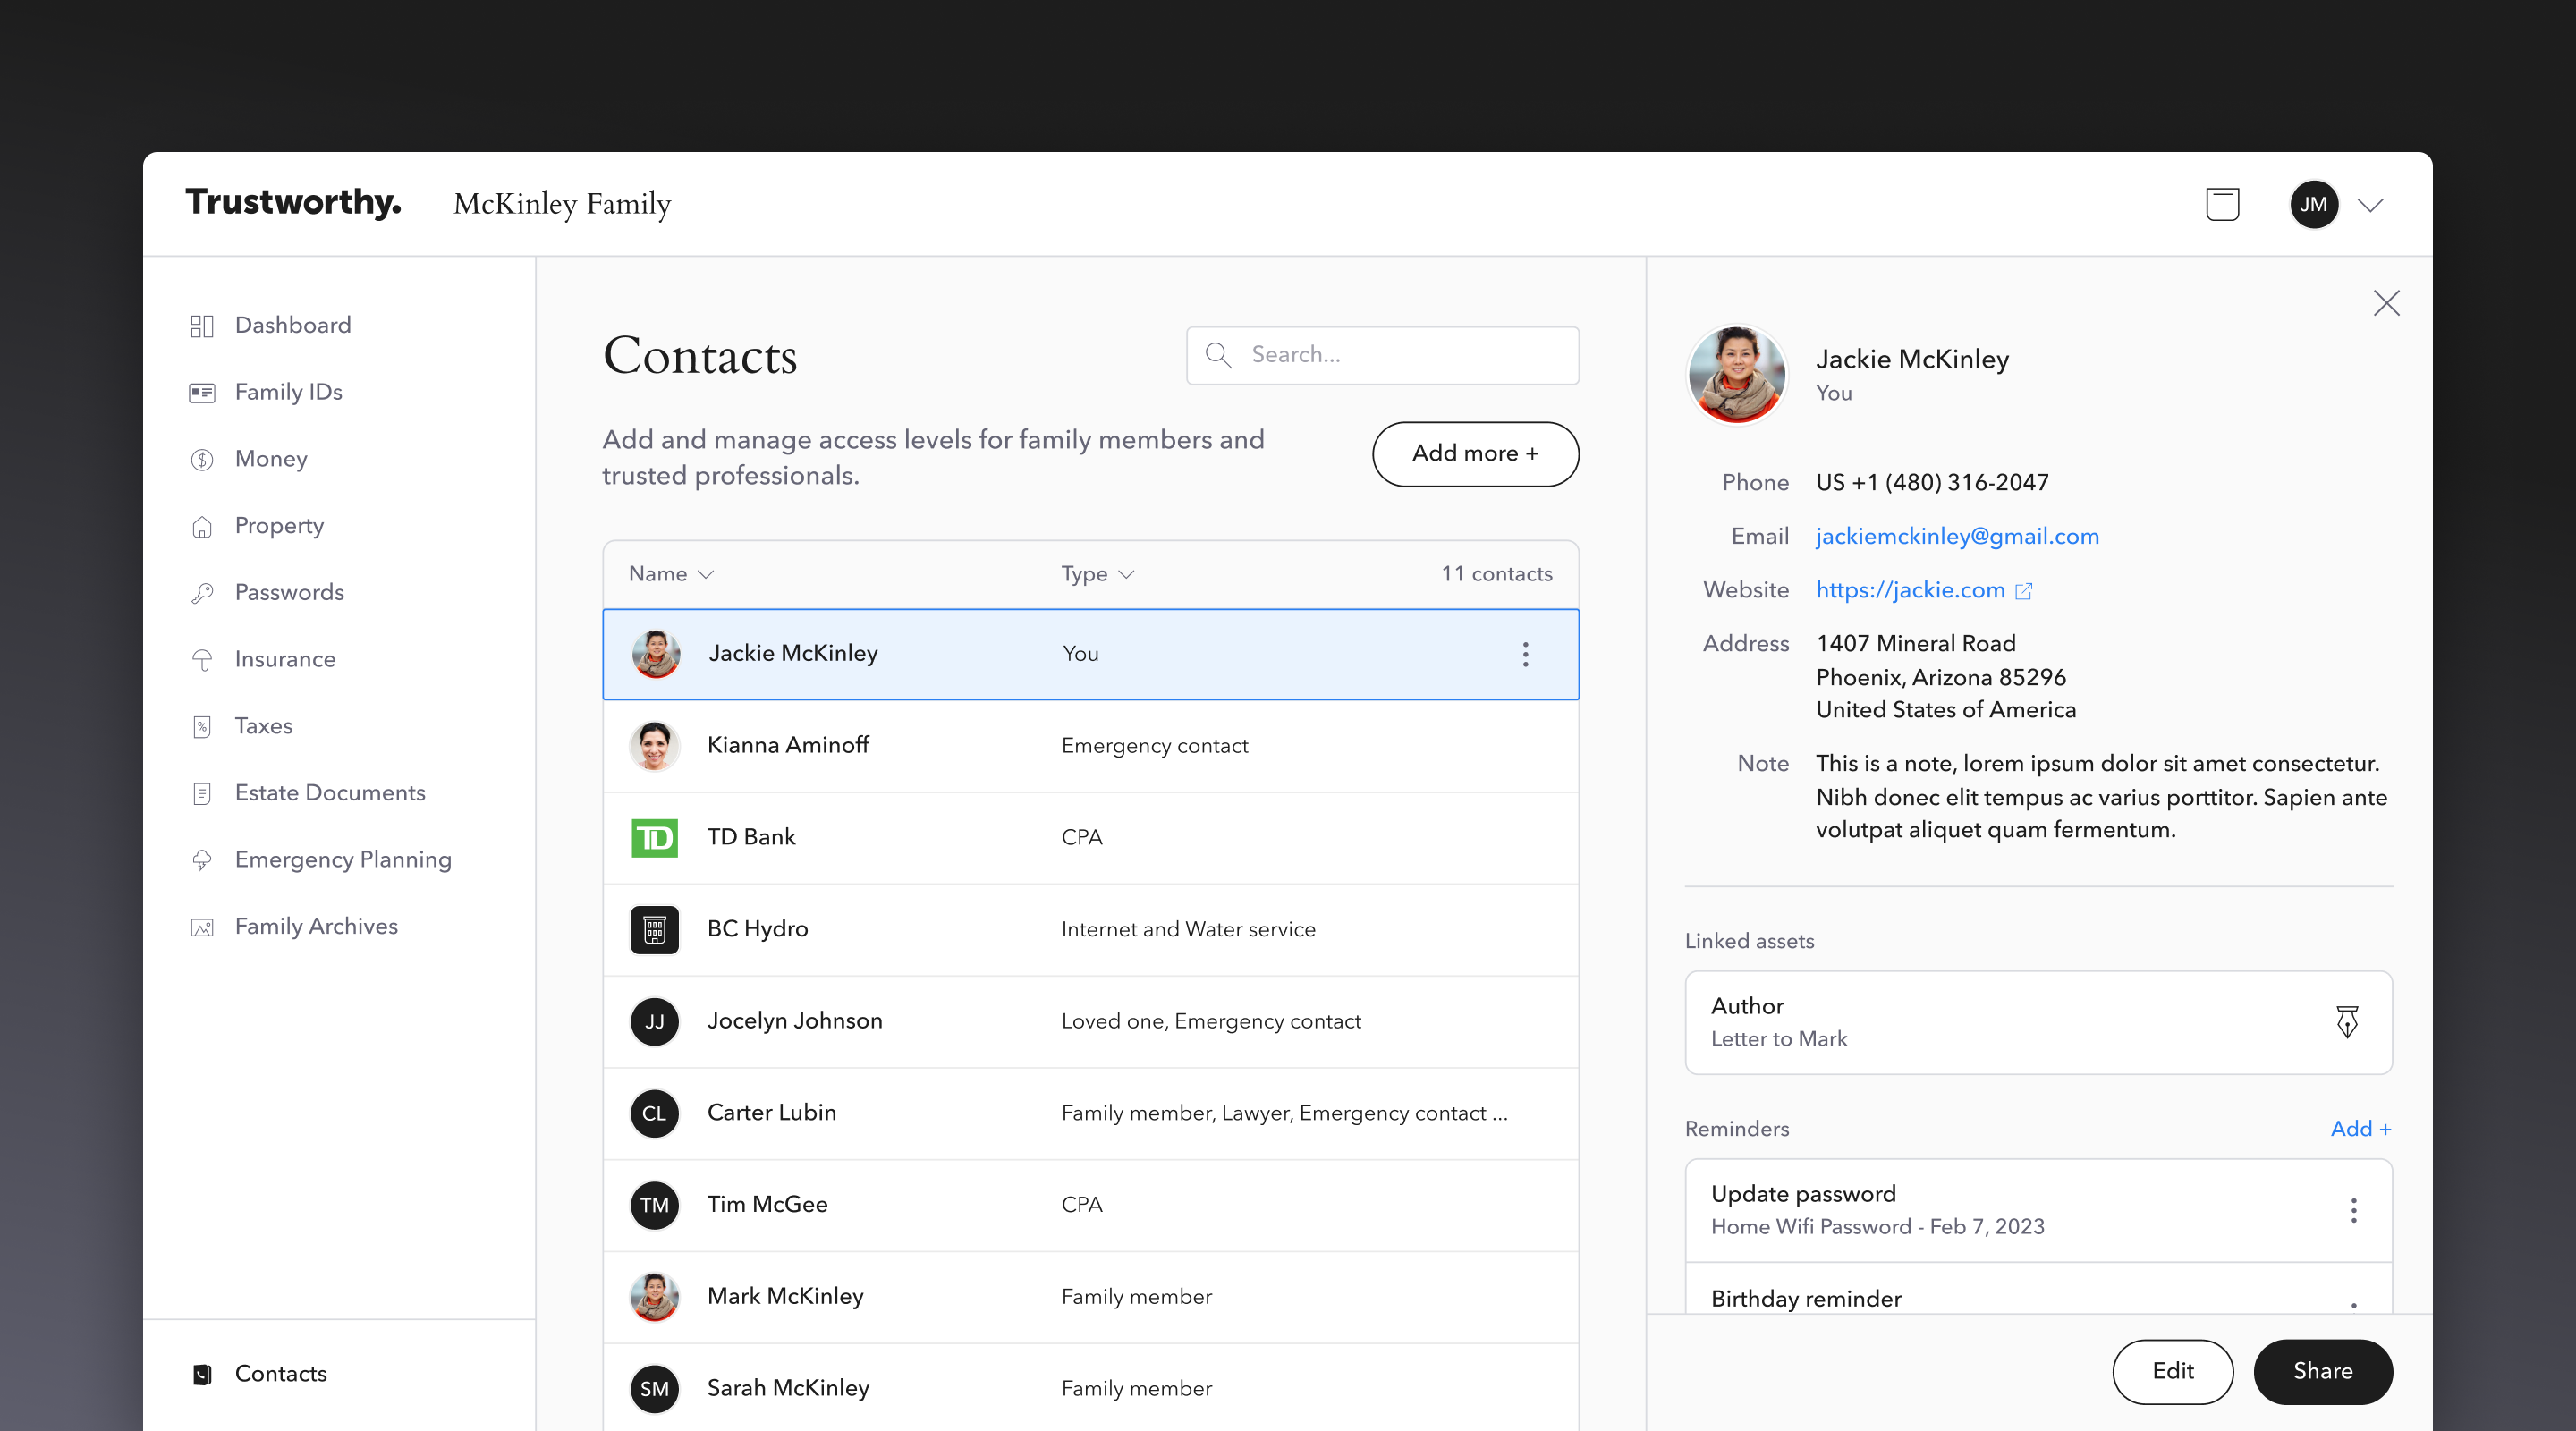 Trustworthy.
McKinley Family
JM
Dashboard
Family IDs
Money
Property
Passwords
Insurance
Taxes
Estate Documents
Emergency Planning
Family Archives
Contacts
Contacts
Search...
Add and manage access levels for family members and
trusted professionals.
Add more +
Name
Type
11 contacts
Jackie McKinley
You
Kianna Aminoff
Emergency contact
TD
TD Bank
CPA
BC Hydro
Internet and Water service
JJ
Jocelyn Johnson
Loved one, Emergency contact
CL
Carter Lubin
Family member, Lawyer, Emergency contact ...
TM
Tim McGee
CPA
Mark McKinley
Family member
SM
Sarah McKinley
Family member
Jackie McKinley
You
Phone
US +1 (480) 316-2047
Email
jackiemckinley@gmail.com
Website
https://jackie.com
Address
1407 Mineral Road
Phoenix, Arizona 85296
United States of America
Note
This is a note, lorem ipsum dolor sit amet consectetur.
Nibh donec elit tempus ac varius porttitor. Sapien ante
volutpat aliquet quam fermentum.
Linked assets
Author
Letter to Mark
Reminders
Add +
Update password
Home Wifi Password - Feb 7, 2023
Birthday reminder
Edit
Share